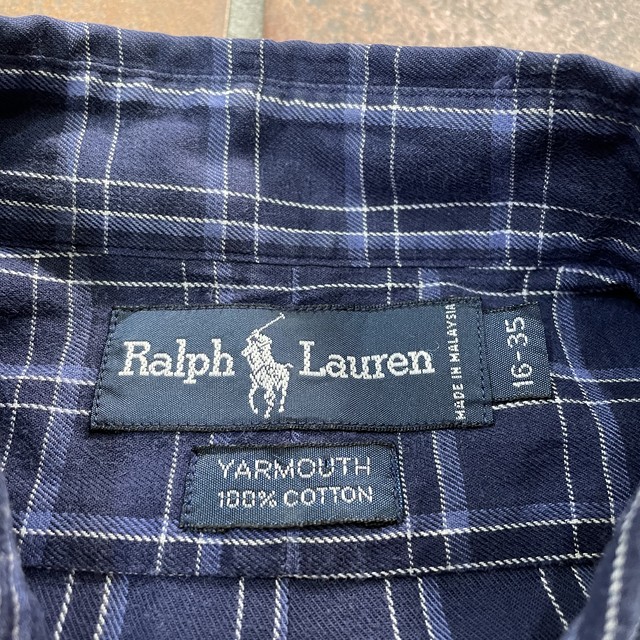 Ralph Lauren
MADE IN MALAYSIA
16-35
YARMOUTH
100% COTTON